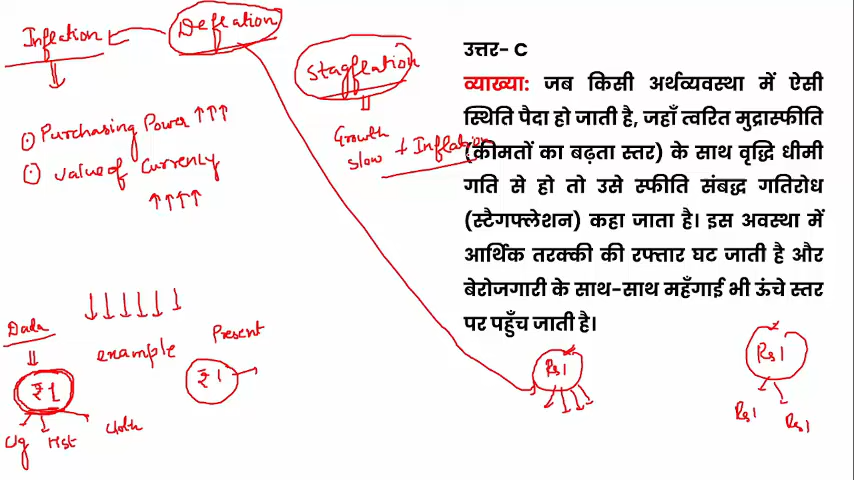 Inflation
Deflation
Stagflation
Growth
slow + Inflation
Purchasing Power ↑↑↑
Value of Currency
↑↑↑↑
उत्तर- C
व्याख्या: जब किसी अर्थव्यवस्था में ऐसी
स्थिति पैदा हो जाती है, जहाँ त्वरित मुद्रास्फीति
(क़ीमतों का बढ़ता स्तर) के साथ वृद्धि धीमी
गति से हो तो उसे स्फीति संबद्ध गतिरोध
(स्टैगफ्लेशन) कहा जाता है। इस अवस्था में
आर्थिक तरक्की की रफ्तार घट जाती है और
बेरोजगारी के साथ-साथ महँगाई भी ऊंचे स्तर
पर पहुँच जाती है।
↓↓↓↓↓↓
Dada
example
Present
₹1
₹1
Cloth
Rs1
Rs1
Rs1
Rs1